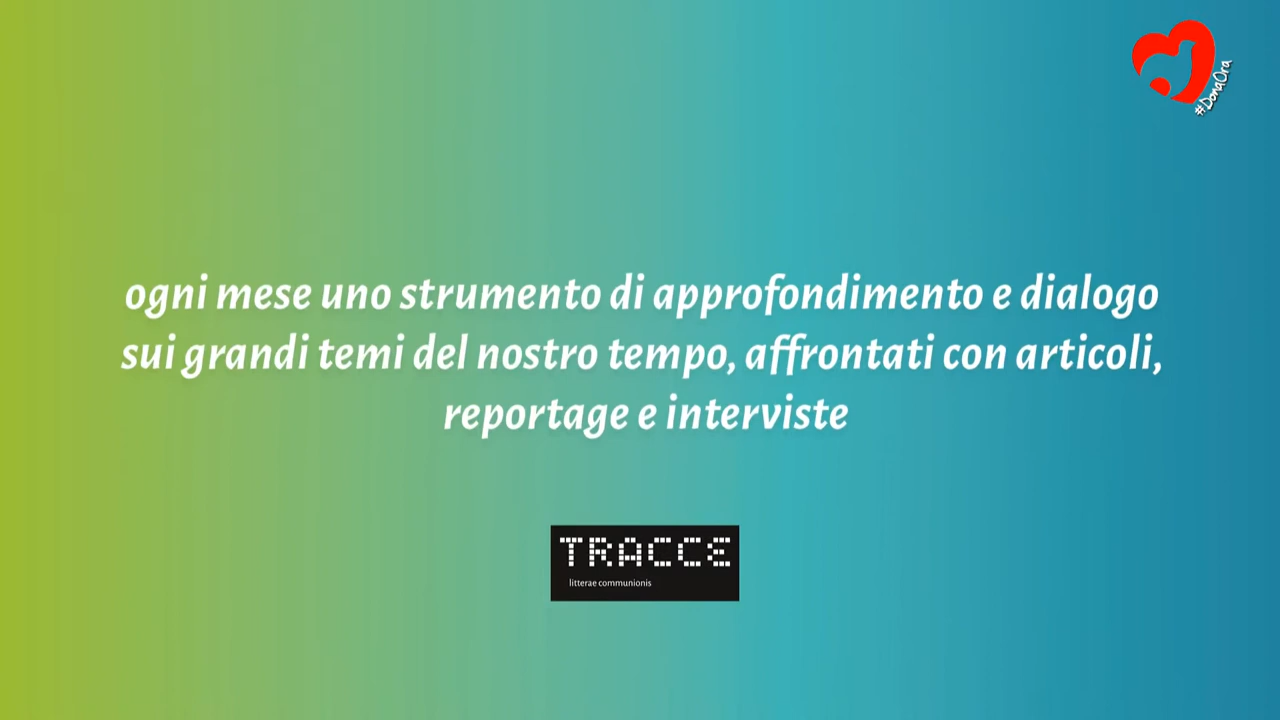 #DonaOra
ogni mese uno strumento di approfondimento e dialogo
sui grandi temi del nostro tempo, affrontati con articoli,
reportage e interviste
TRACCE
litterae communionis